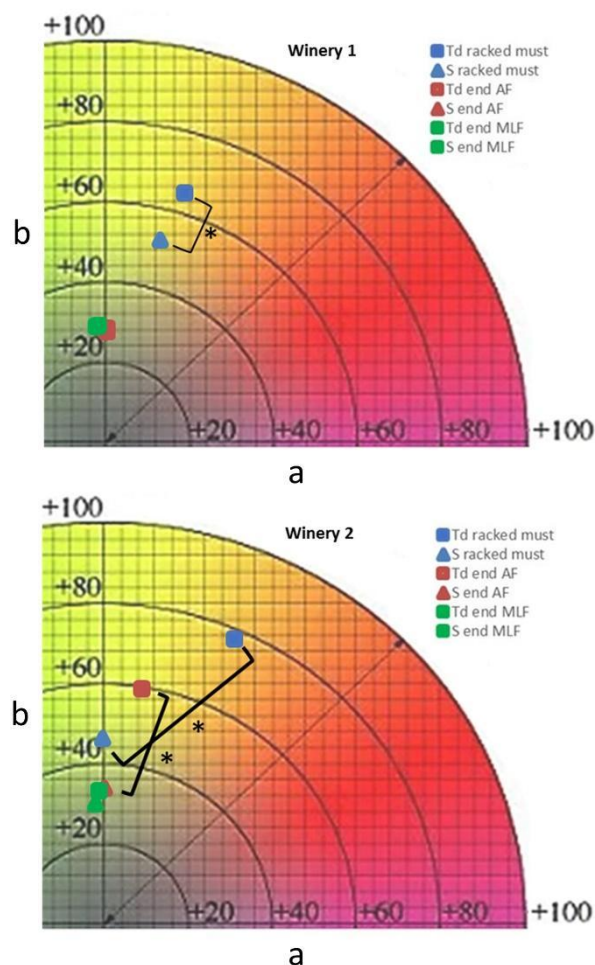 +100
Winery 1
Td racked must
S racked must
Td end AF
S end AF
Td end MLF
S end MLF
+80
+60
b
*
+40
+20
+20 +40 +60 +80 +100
a
+100
Winery 2
Td racked must
S racked must
Td end AF
S end AF
Td end MLF
S end MLF
+80
+60
b
*
+40
*
+20
+20 +40 +60 +80 +100
a